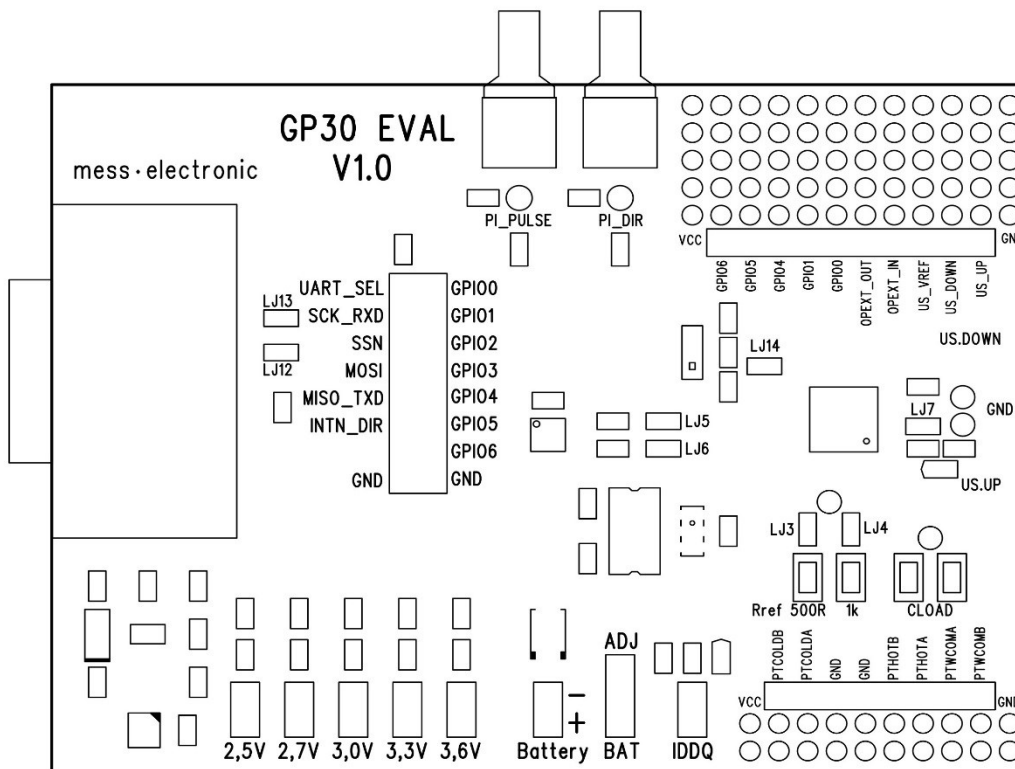 GP30 EVAL
V1.0
mess·electronic
PI_PULSE
PI_DIR
VCC
GN
GPIO6
GPIO5
GPIO4
GPIO1
GPIO0
OPEXT_OUT
OPEXT_IN
US_VREF
US_DOWN
US_UP
UART_SEL
GPIO0
LJ13
SCK_RXD
GPIO1
SSN
GPIO2
LJ12
MOSI
GPIO3
MISO_TXD
GPIO4
INTN_DIR
GPIO5
GPIO6
GND
GND
US.DOWN
LJ14
LJ5
LJ6
LJ7
GND
US.UP
LJ3
LJ4
Rref 500R
1k
CLOAD
PTCOLDB
PTCOLDA
GND
GND
PTHOTB
PTHOTA
PTWCOMA
PTWCOMB
VCC
GND
ADJ
-
+
2,5V
2,7V
3,0V
3,3V
3,6V
Battery
BAT
IDDQ